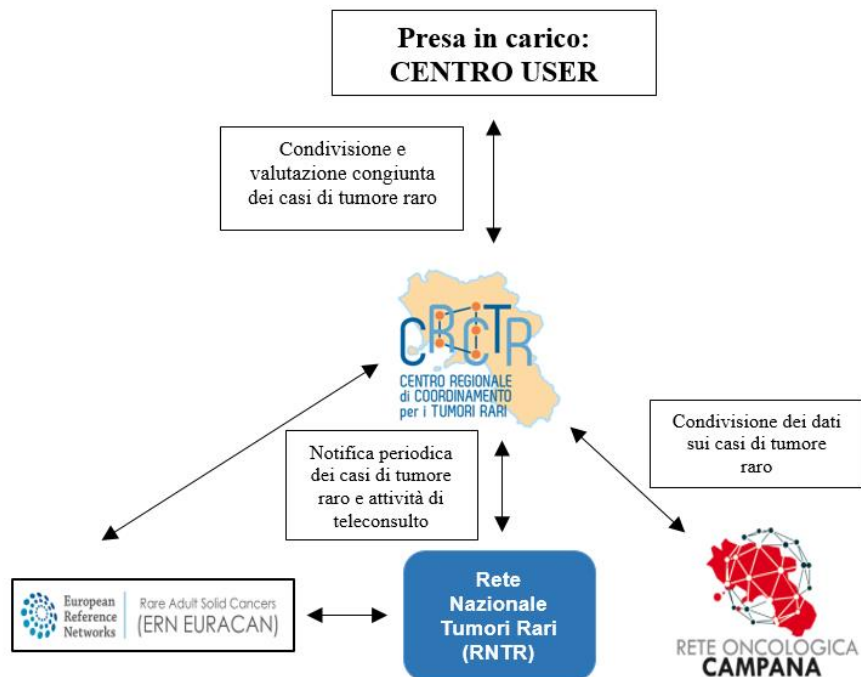 Presa in carico:
CENTRO USER
Condivisione e
valutazione congiunta
dei casi di tumore raro
CRCTR
CENTRO REGIONALE
di COORDINAMENTO
per i TUMORI RARI
Condivisione dei dati
sui casi di tumore
raro
Notifica periodica
dei casi di tumore
raro e attività di
teleconsulto
European
Reference
Networks
Rare Adult Solid Cancers
(ERN EURACAN)
Rete
Nazionale
Tumori Rari
(RNTR)
RETE ONCOLOGICA
CAMPANA